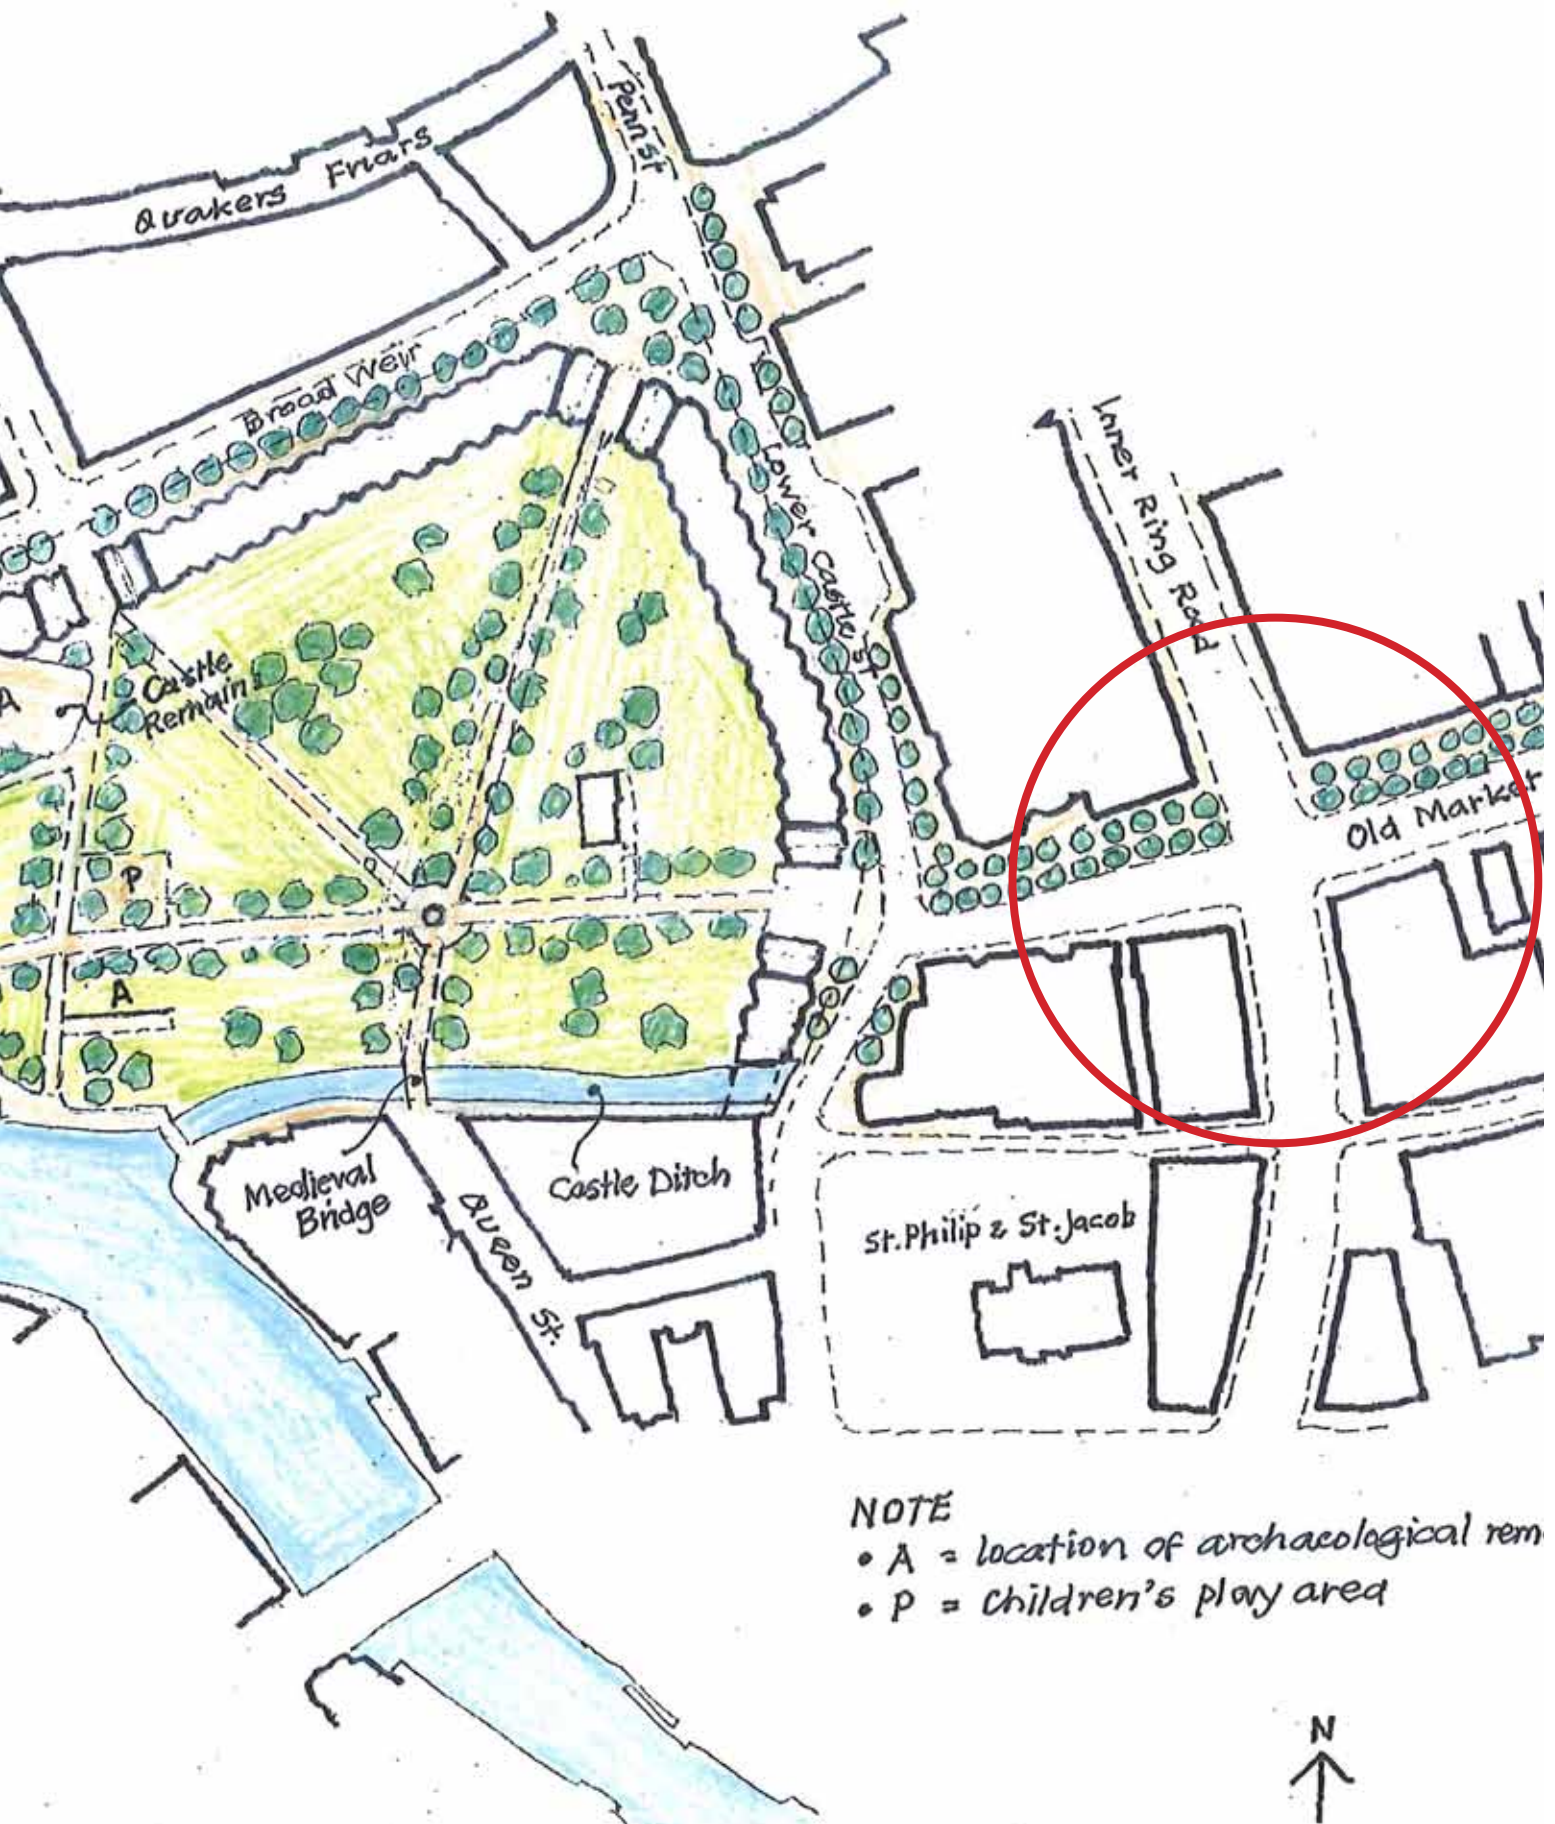 Penn St
Quakers Friars
Broad Weir
Inner Ring Road
Lower Castle St
Castle
Remains
A
P
Old Market
A
Medieval
Bridge
Queen St.
Castle Ditch
St. Philip & St. Jacob
NOTE
• A = location of archaeological rem
• P = children's play area
N